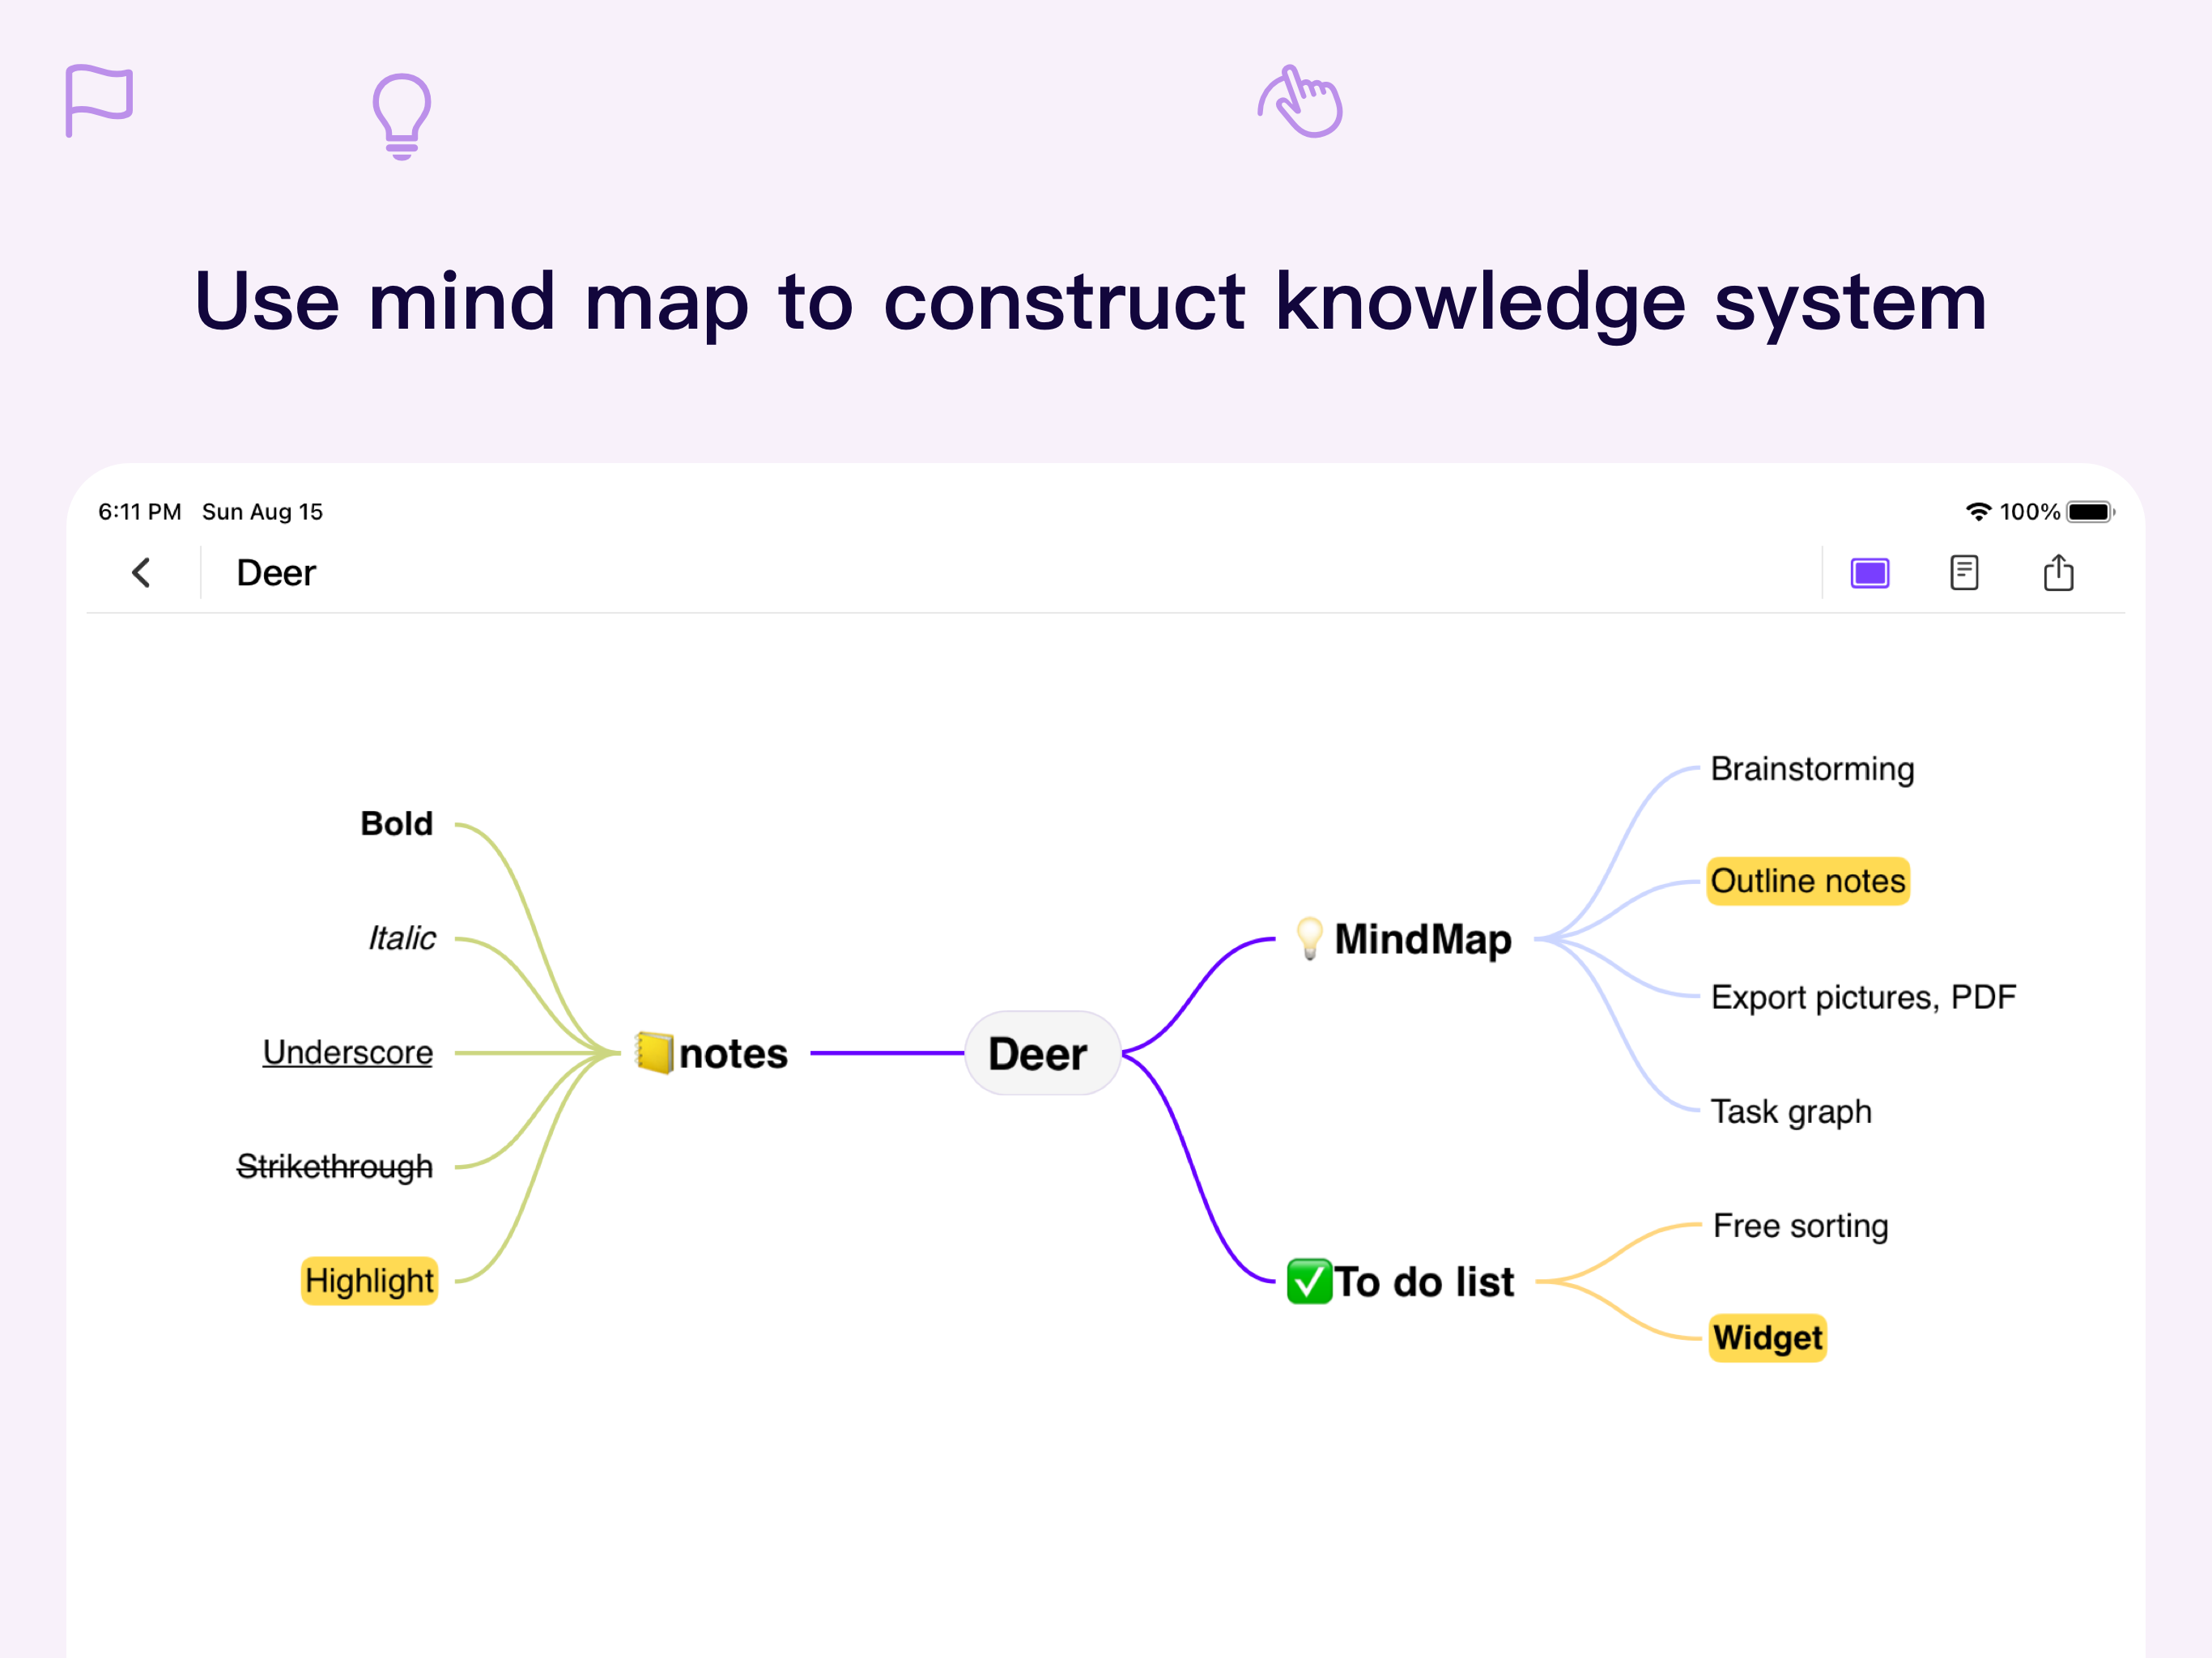 Use mind map to construct knowledge system
6:11 PM Sun Aug 15
100%
Deer
Bold
Italic
Underscore
Strikethrough
Highlight
notes
Deer
MindMap
Brainstorming
Outline notes
Export pictures, PDF
Task graph
To do list
Free sorting
Widget